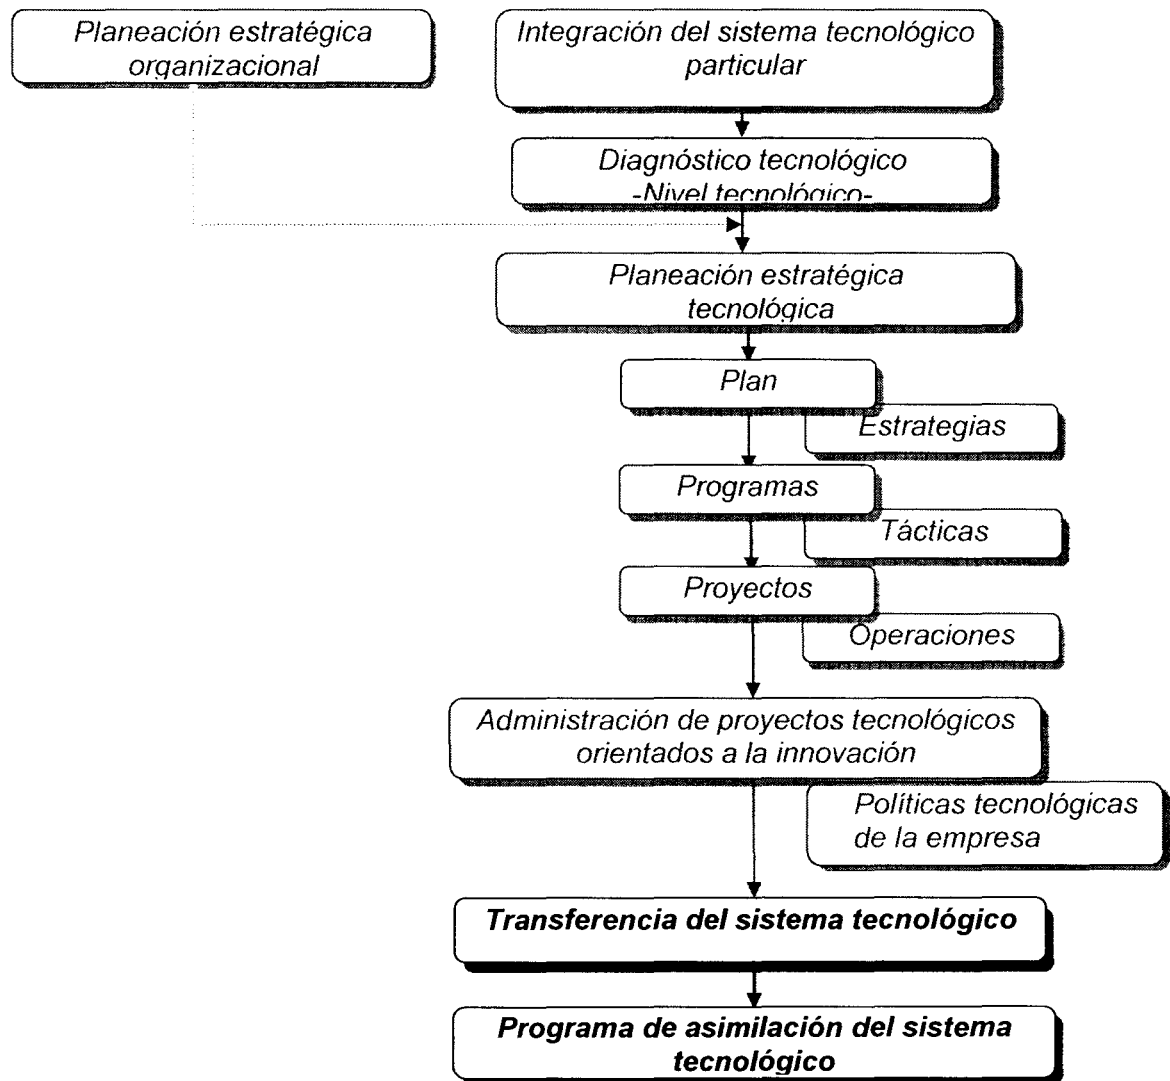 Planeación estratégica
organizacional
Integración del sistema tecnológico
particular
Diagnóstico tecnológico
-Nivel tecnológico-
Planeación estratégica
tecnológica
Plan
Estrategias
Programas
Tácticas
Proyectos
Operaciones
Administración de proyectos tecnológicos
orientados a la innovación
Políticas tecnológicas
de la empresa
Transferencia del sistema tecnológico
Programa de asimilación del sistema
tecnológico